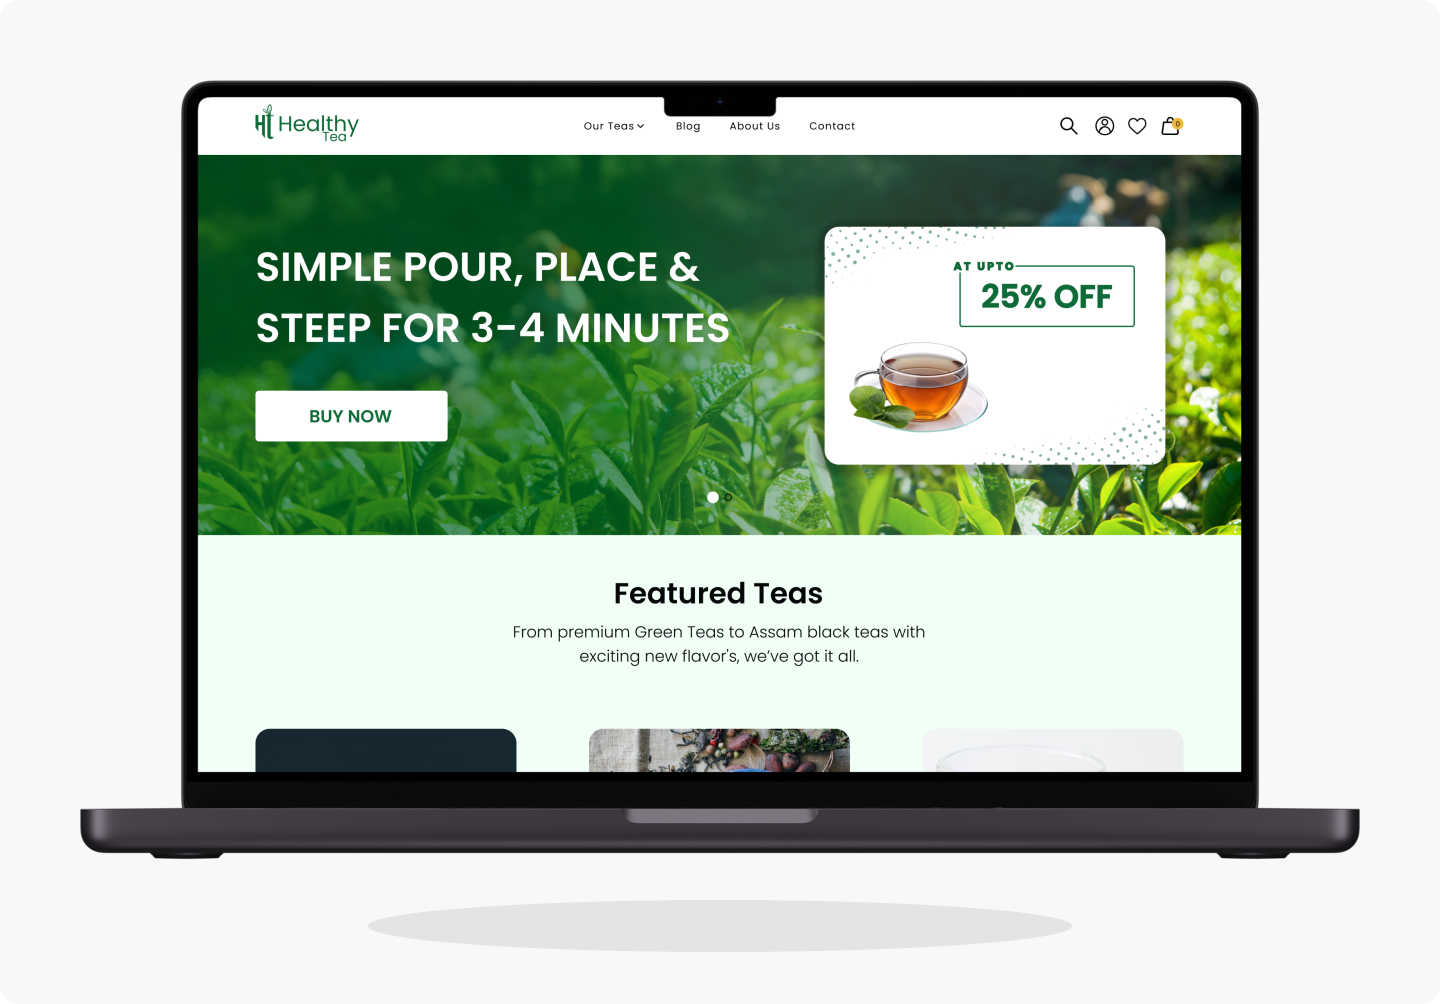 HT Healthy
Tea
Our Teas
Blog
About Us
Contact
0
SIMPLE POUR, PLACE &
STEEP FOR 3-4 MINUTES
BUY NOW
AT UPTO
25% OFF
Featured Teas
From premium Green Teas to Assam black teas with
exciting new flavor's, we’ve got it all.